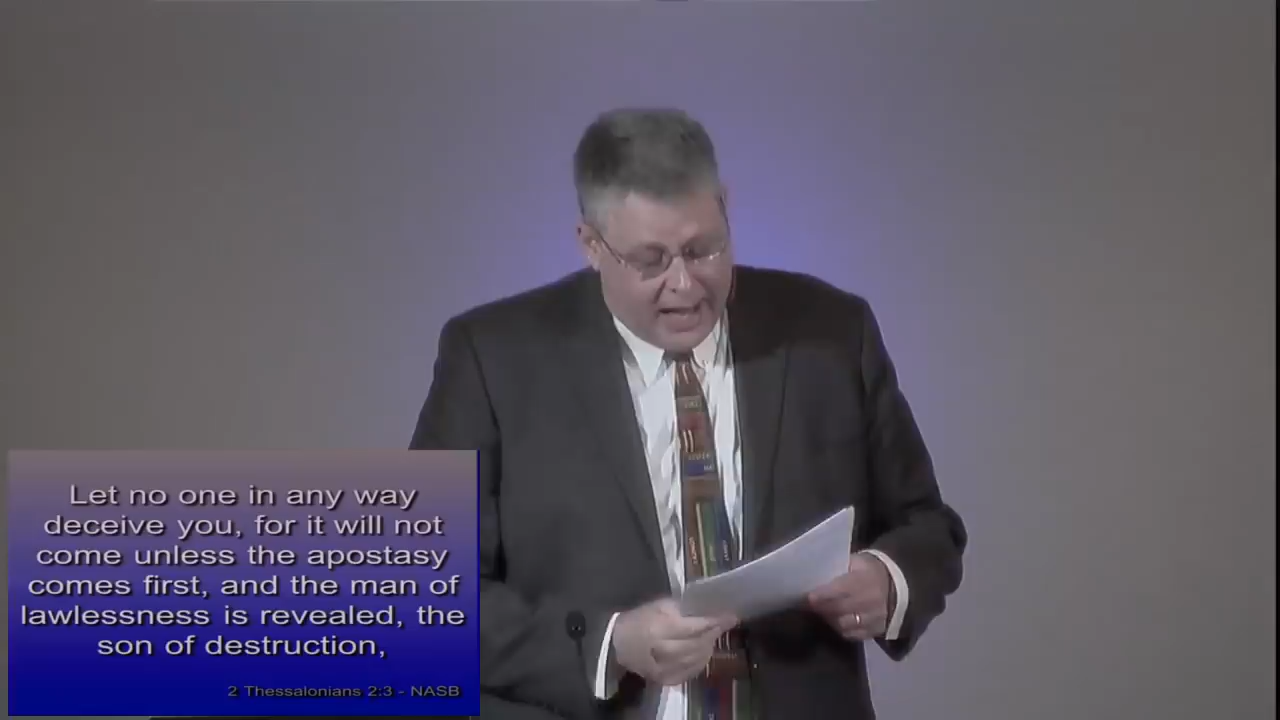 Let no one in any way
deceive you, for it will not
come unless the apostasy
comes first, and the man of
lawlessness is revealed, the
son of destruction,
2 Thessalonians 2:3 - NASB